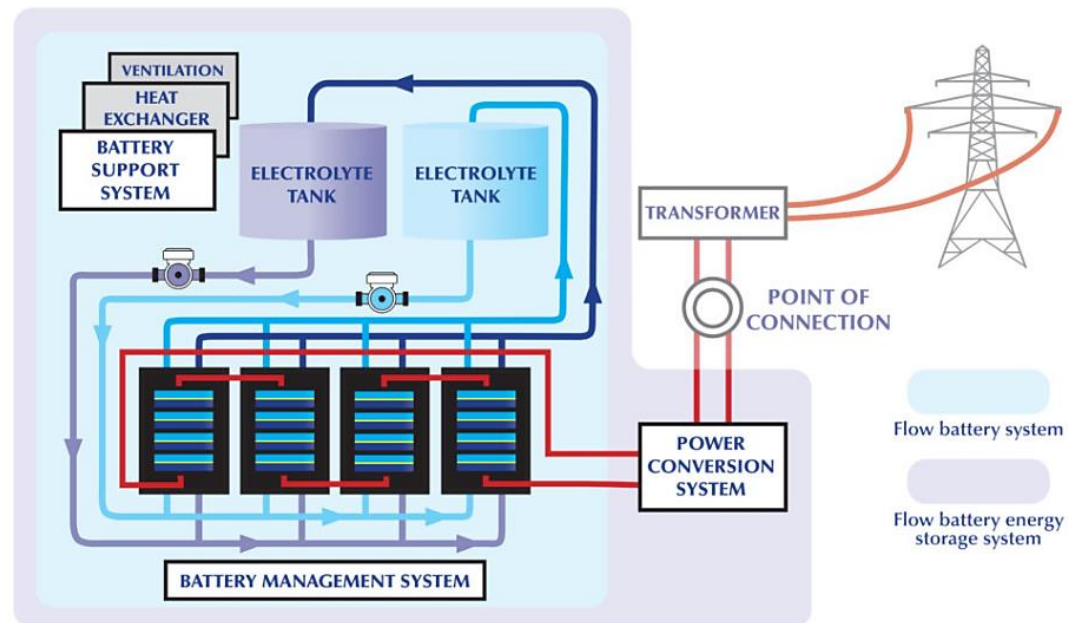 VENTILATION
HEAT
EXCHANGER
BATTERY
SUPPORT
SYSTEM
ELECTROLYTE
TANK
ELECTROLYTE
TANK
TRANSFORMER
POINT OF
CONNECTION
POWER
CONVERSION
SYSTEM
Flow battery system
Flow battery energy
storage system
BATTERY MANAGEMENT SYSTEM